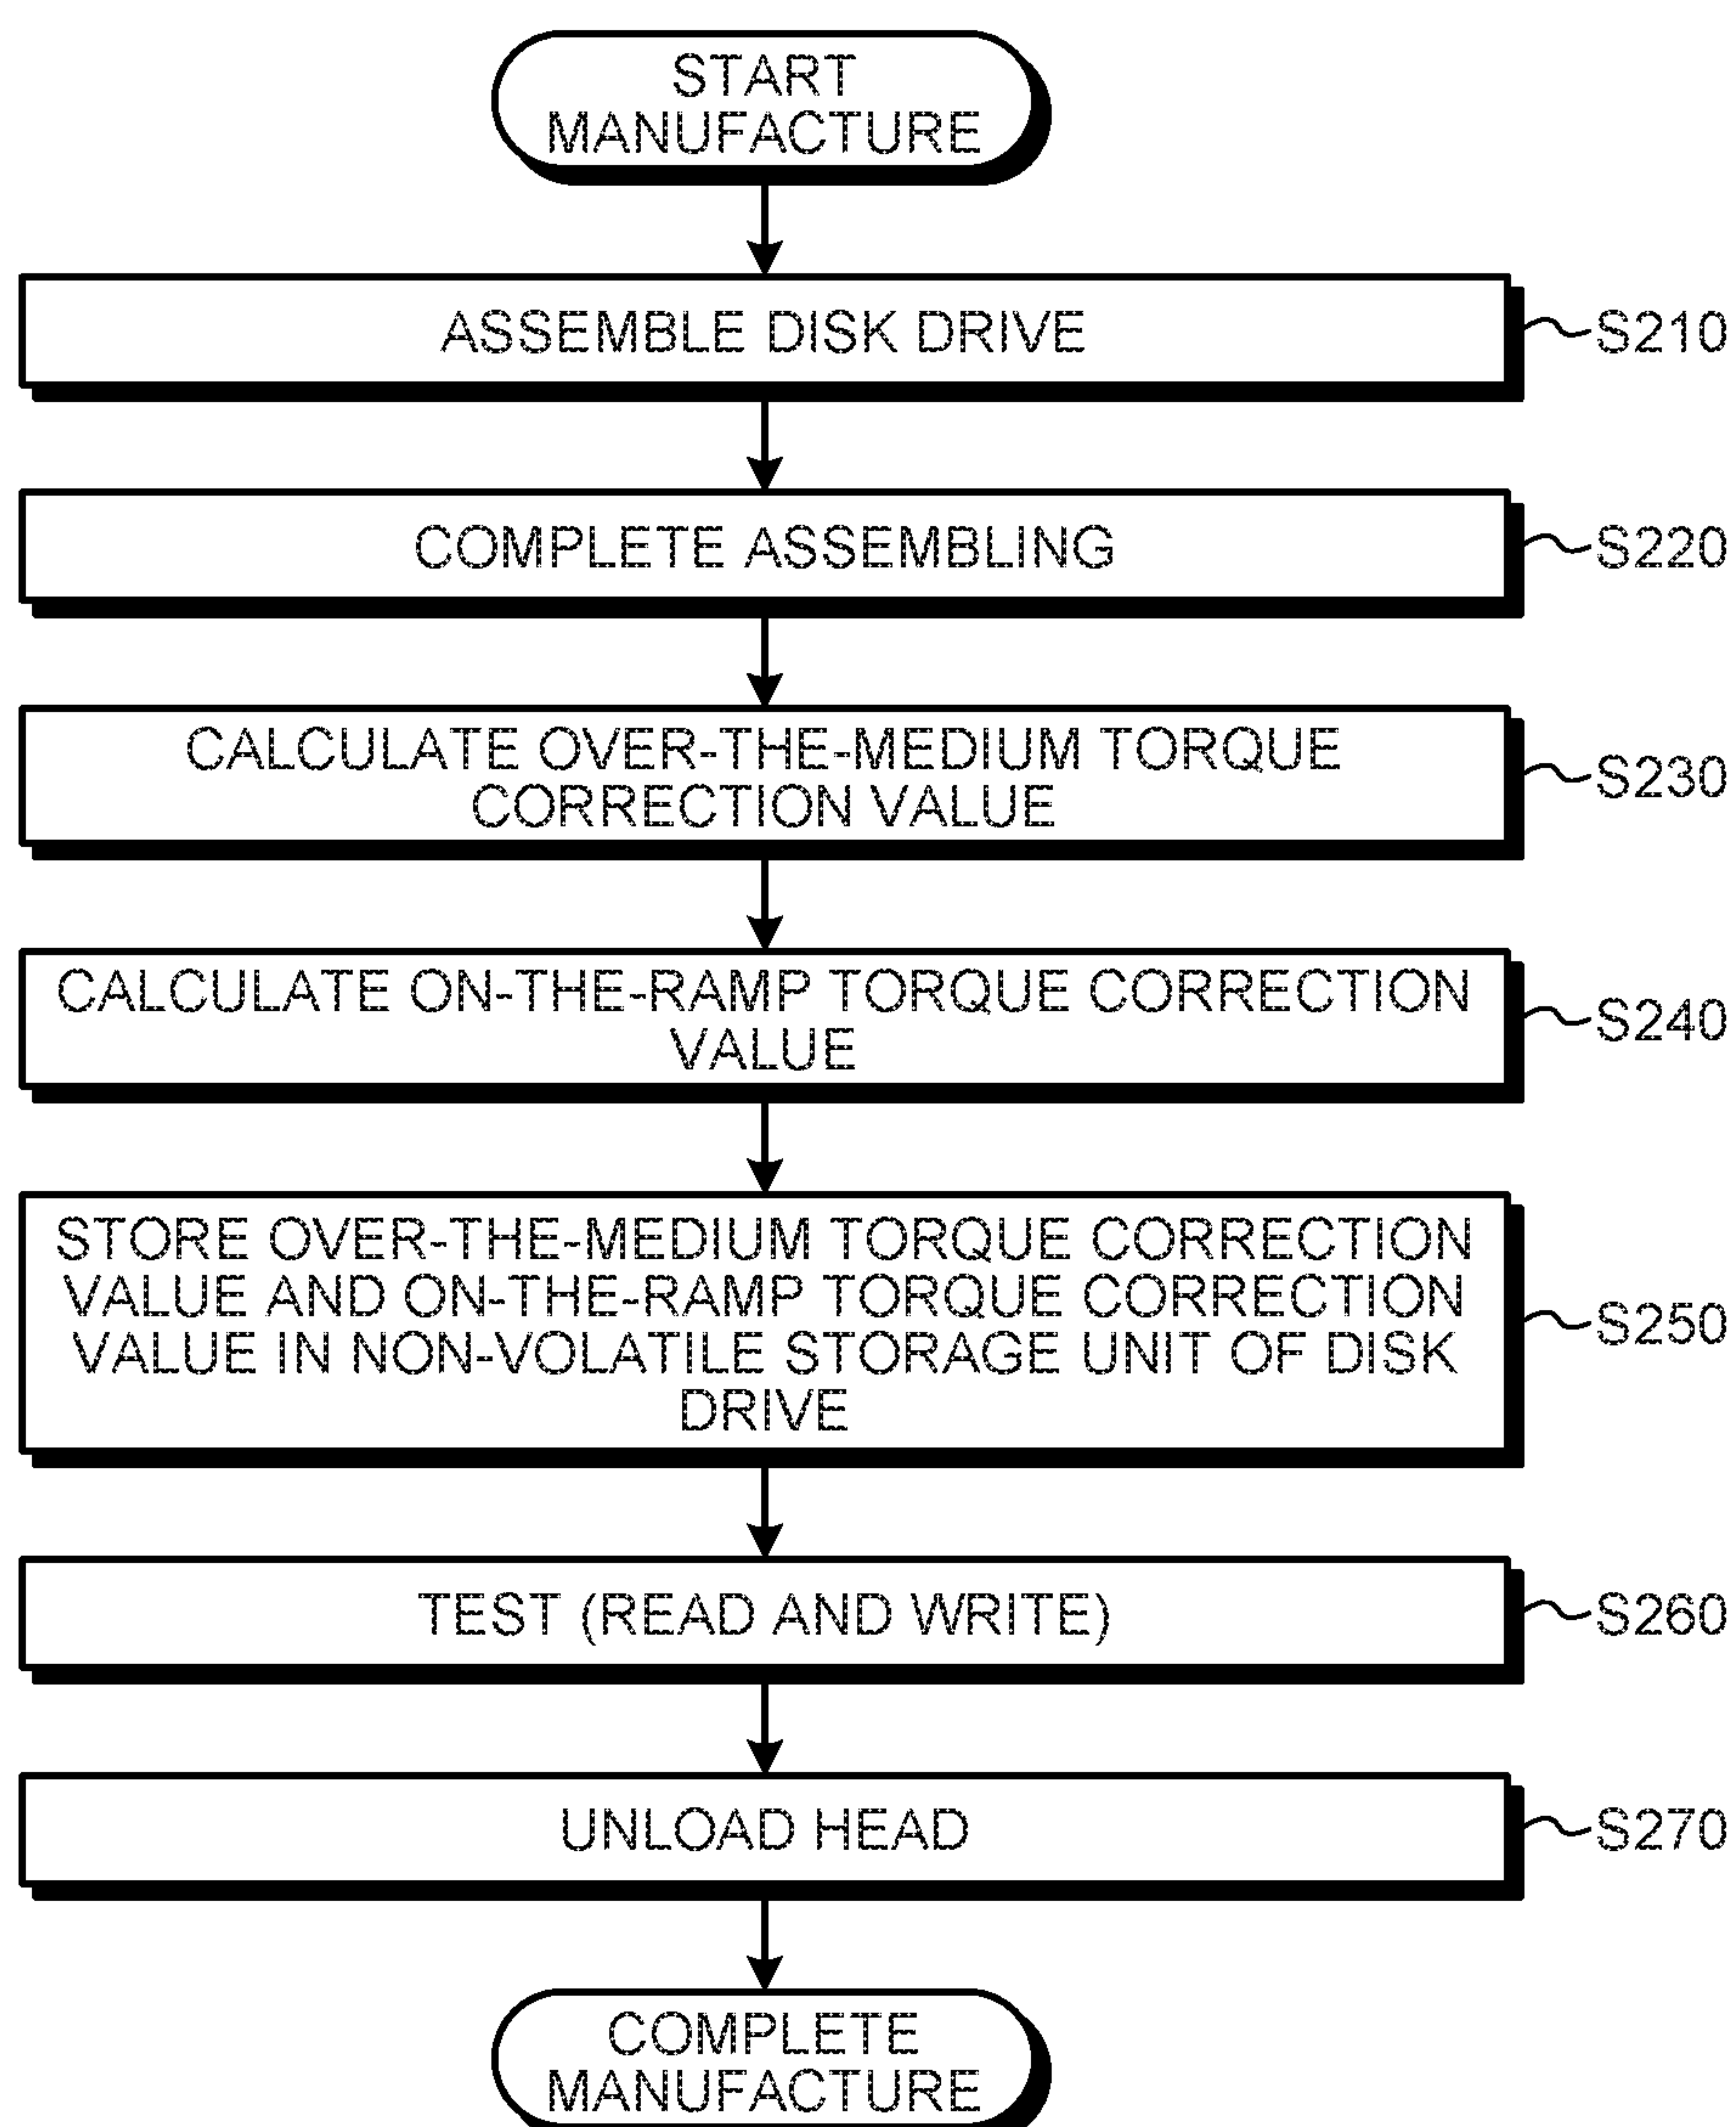 START
MANUFACTURE
ASSEMBLE DISK DRIVE
S210
COMPLETE ASSEMBLING
S220
CALCULATE OVER-THE-MEDIUM TORQUE
CORRECTION VALUE
S230
CALCULATE ON-THE-RAMP TORQUE CORRECTION
VALUE
S240
STORE OVER-THE-MEDIUM TORQUE CORRECTION
VALUE AND ON-THE-RAMP TORQUE CORRECTION
VALUE IN NON-VOLATILE STORAGE UNIT OF DISK
DRIVE
S250
TEST (READ AND WRITE)
S260
UNLOAD HEAD
S270
COMPLETE
MANUFACTURE